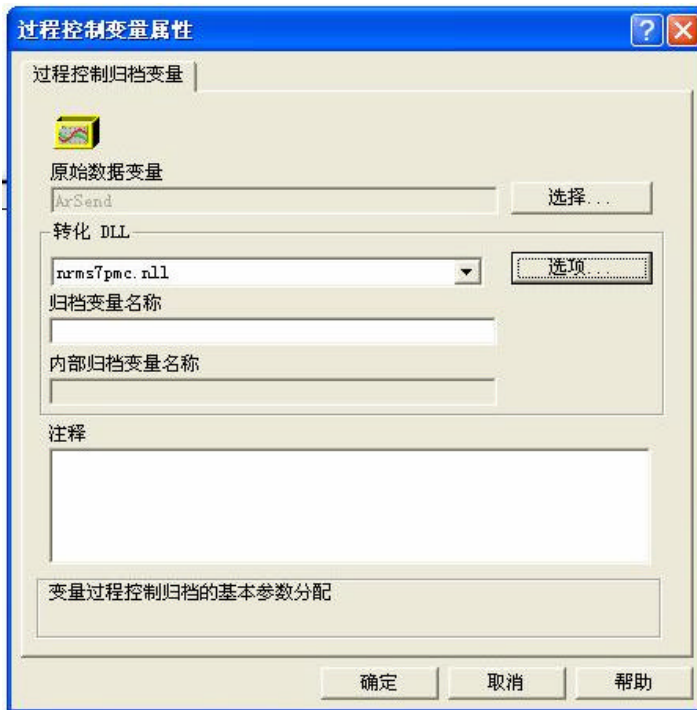 过程控制变量属性
过程控制归档变量
原始数据变量
ArSend
选择...
转化 DLL
nrms7pmc.nll
选项...
归档变量名称
内部归档变量名称
注释
变量过程控制归档的基本参数分配
确定
取消
帮助